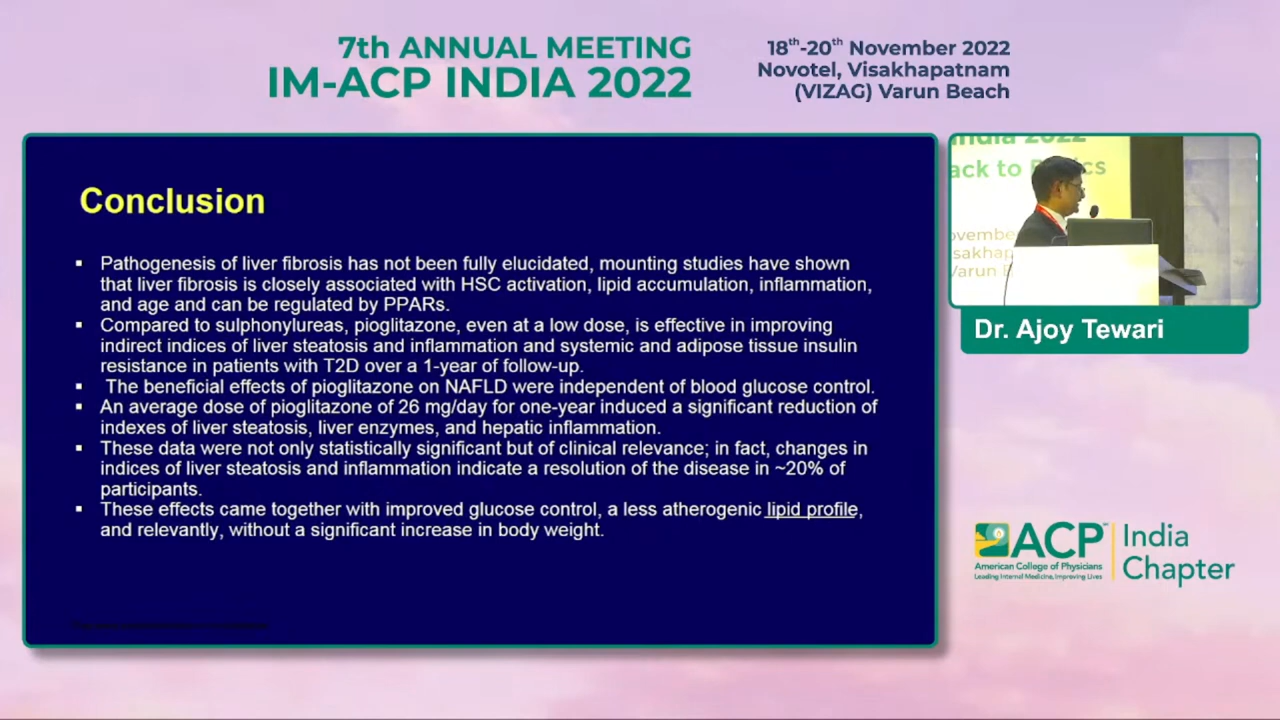 7th ANNUAL MEETING
IM-ACP INDIA 2022
18th-20th November 2022
Novotel, Visakhapatnam
(VIZAG) Varun Beach
Conclusion
▪ Pathogenesis of liver fibrosis has not been fully elucidated, mounting studies have shown
that liver fibrosis is closely associated with HSC activation, lipid accumulation, inflammation,
and age and can be regulated by PPARs.
▪ Compared to sulphonylureas, pioglitazone, even at a low dose, is effective in improving
indirect indices of liver steatosis and inflammation and systemic and adipose tissue insulin
resistance in patients with T2D over a 1-year of follow-up.
▪ The beneficial effects of pioglitazone on NAFLD were independent of blood glucose control.
▪ An average dose of pioglitazone of 26 mg/day for one-year induced a significant reduction of
indexes of liver steatosis, liver enzymes, and hepatic inflammation.
▪ These data were not only statistically significant but of clinical relevance; in fact, changes in
indices of liver steatosis and inflammation indicate a resolution of the disease in ~20% of
participants.
▪ These effects came together with improved glucose control, a less atherogenic lipid profile,
and relevantly, without a significant increase in body weight.
India 2022
ack to B cs
ovembe
isakhap
Varun B
Dr. Ajoy Tewari
ACP™
American College of Physicians
Leading Internal Medicine, Improving Lives
India
Chapter